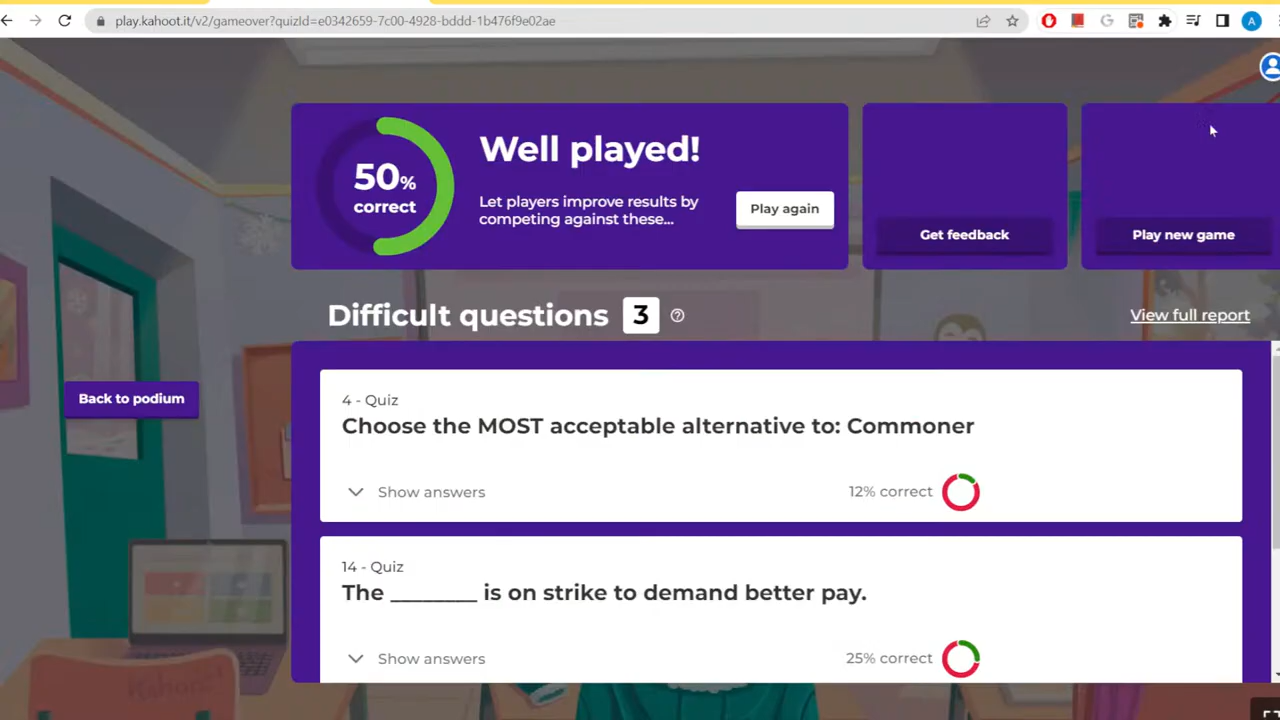 play.kahoot.it/v2/gameover?quizId=e0342659-7c00-4928-bddd-1b476f9e02ae
A
50% correct
Well played!
Let players improve results by
competing against these...
Play again
Get feedback
Play new game
Difficult questions 3
View full report
Back to podium
4 - Quiz
Choose the MOST acceptable alternative to: Commoner
Show answers
12% correct
14 - Quiz
The ________ is on strike to demand better pay.
Show answers
25% correct
Kahoot!